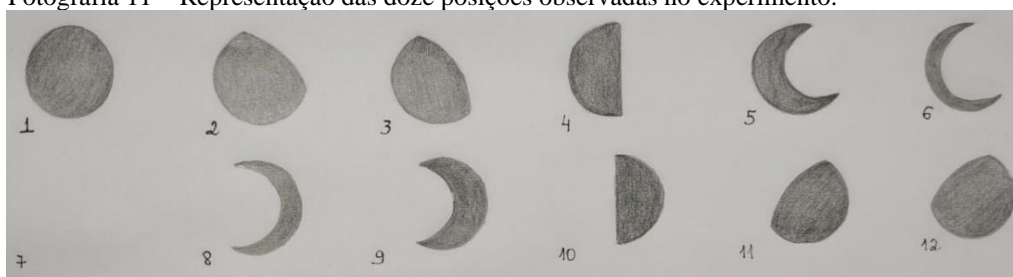 Fotografia 11 – Representação das doze posições observadas no experimento.
1 2 3 4 5 6
7 8 9 10 11 12